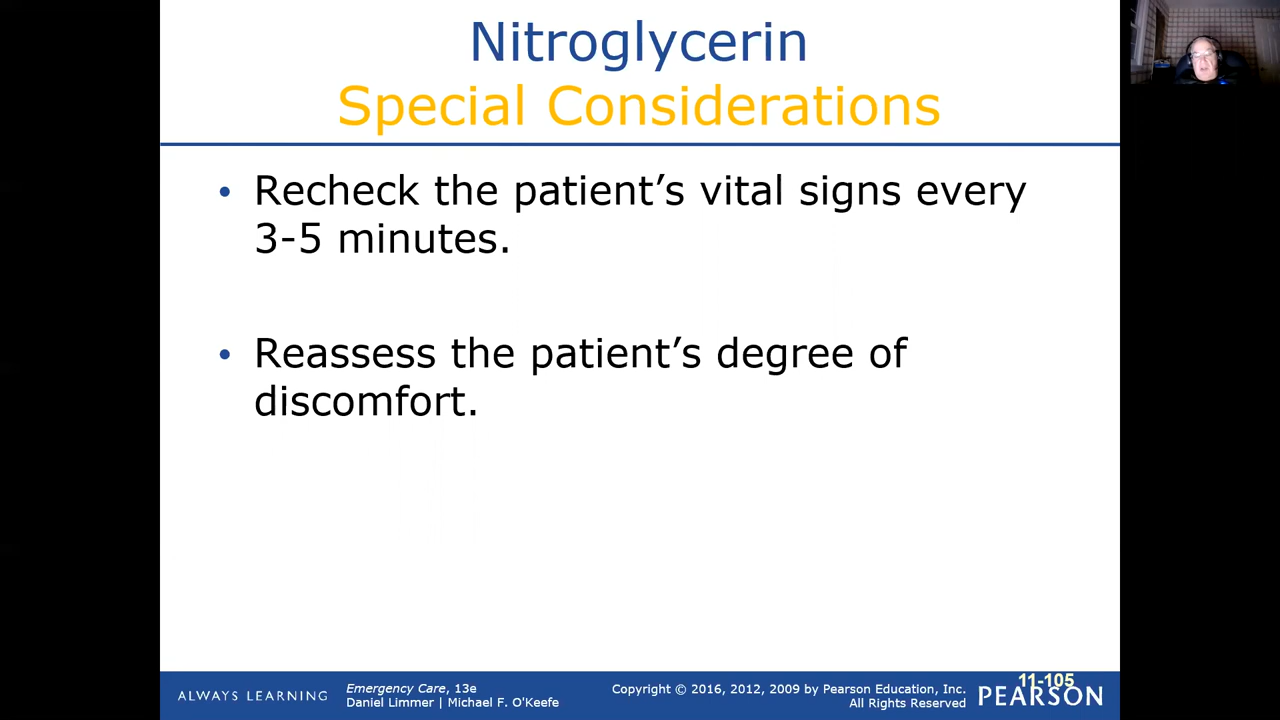 Nitroglycerin
Special Considerations
• Recheck the patient’s vital signs every
3-5 minutes.
• Reassess the patient’s degree of
discomfort.
ALWAYS LEARNING
Emergency Care, 13e
Daniel Limmer | Michael F. O'Keefe
Copyright © 2016, 2012, 2009 by Pearson Education, Inc.
All Rights Reserved
11-105
PEARSON